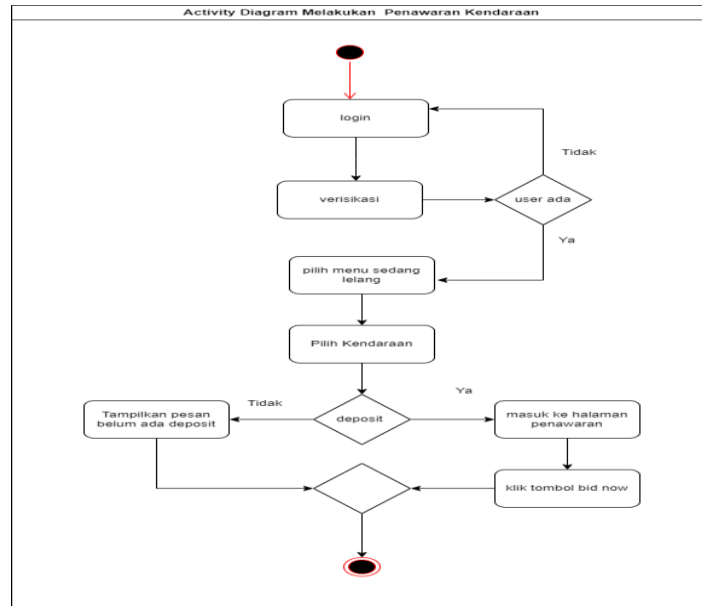 Activity Diagram Melakukan Penawaran Kendaraan
login
Tidak
verisikasi
user ada
Ya
pilih menu sedang
lelang
Pilih Kendaraan
Tidak
Ya
Tampilkan pesan
belum ada deposit
deposit
masuk ke halaman
penawaran
klik tombol bid now